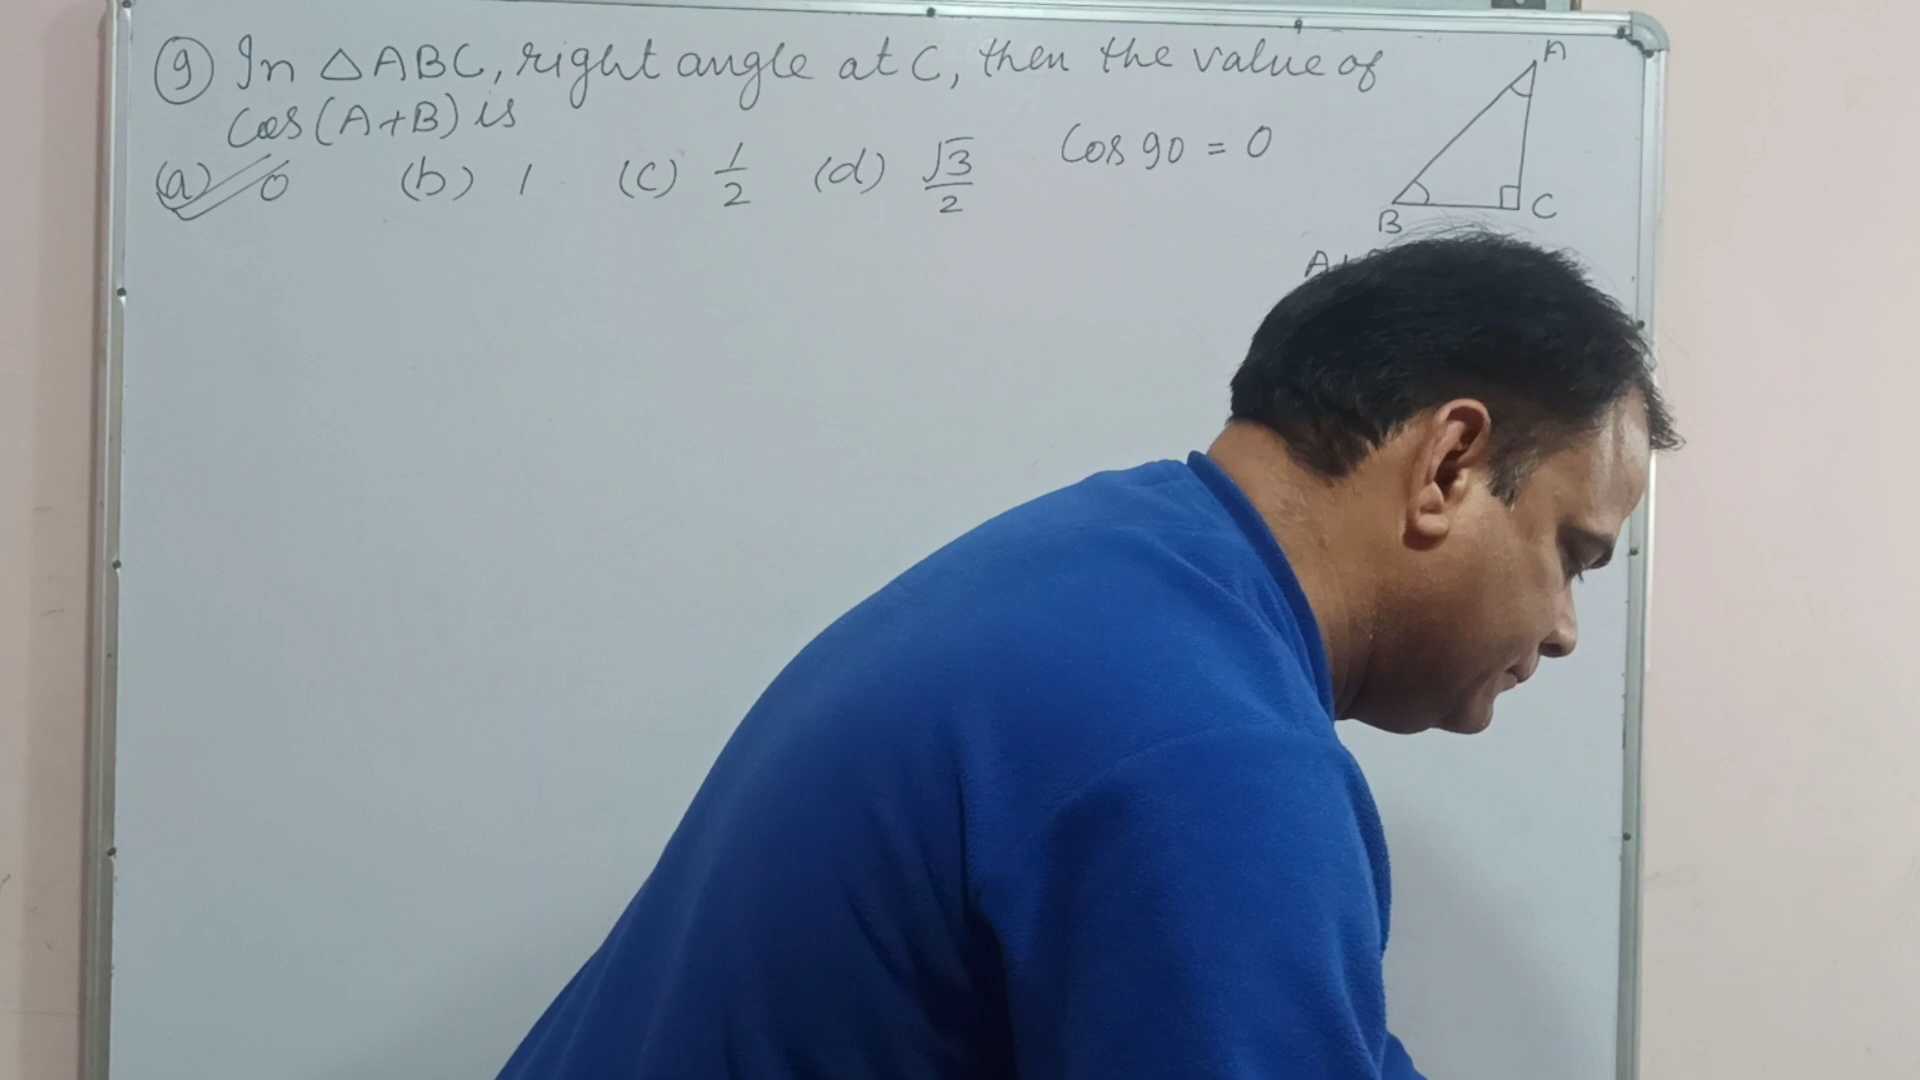 9 In △ABC, right angle at C, then the value of
Cos(A+B) is
(a) 0 (b) 1 (c) 1/2 (d) √3/2 Cos 90 = 0
A
B
C
A+